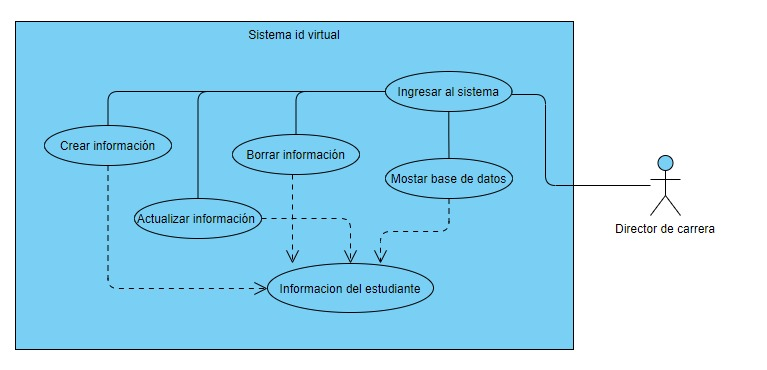 Sistema id virtual
Ingresar al sistema
Crear información
Borrar información
Mostar base de datos
Actualizar información
Director de carrera
Informacion del estudiante